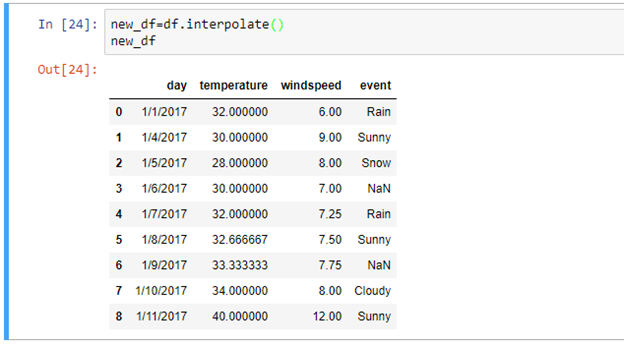 In [24]: new_df=df.interpolate()
new_df
Out[24]:
day temperature windspeed event
0 1/1/2017 32.000000 6.00 Rain
1 1/4/2017 30.000000 9.00 Sunny
2 1/5/2017 28.000000 8.00 Snow
3 1/6/2017 30.000000 7.00 NaN
4 1/7/2017 32.000000 7.25 Rain
5 1/8/2017 32.666667 7.50 Sunny
6 1/9/2017 33.333333 7.75 NaN
7 1/10/2017 34.000000 8.00 Cloudy
8 1/11/2017 40.000000 12.00 Sunny